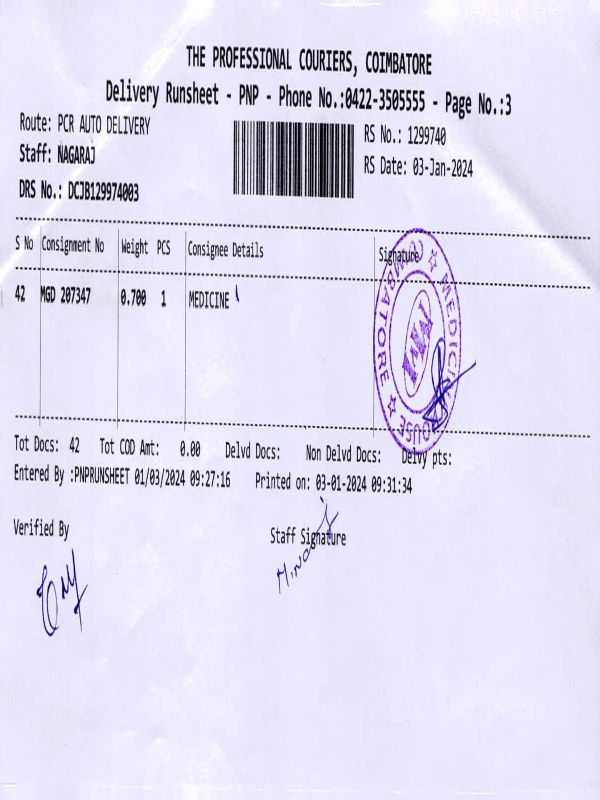 THE PROFESSIONAL COURIERS, COIMBATORE
Delivery Runsheet - PNP - Phone No.:0422-3505555 - Page No.:3
Route: PCR AUTO DELIVERY
RS No.: 1299740
Staff: NAGARAJ
RS Date: 03-Jan-2024
DRS No.: DCJB129974003
S No Consignment No Weight PCS Consignee Details Signature
42 MGD 207347 0.700 1 MEDICINE
MEDICI HOUSE
COIMBATORE
Tot Docs: 42 Tot COD Amt: 0.00 Delvd Docs: Non Delvd Docs: Delvy pts:
Entered By :PNPRUNSHEET 01/03/2024 09:27:16 Printed on: 03-01-2024 09:31:34
Verified By Staff Signature